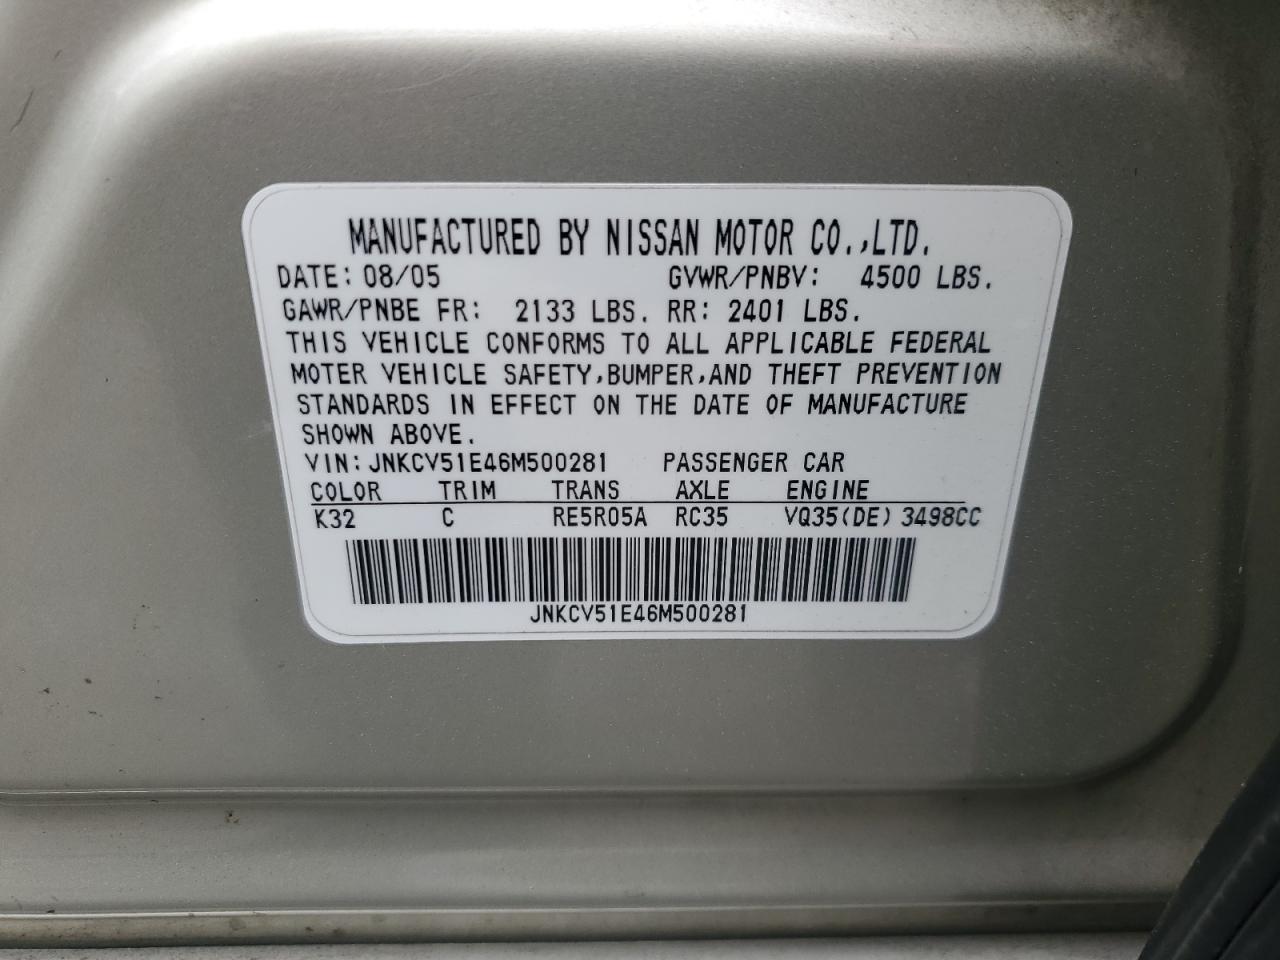 MANUFACTURED BY NISSAN MOTOR CO.,LTD.
DATE: 08/05 GVWR/PNBV: 4500 LBS.
GAWR/PNBE FR: 2133 LBS. RR: 2401 LBS.
THIS VEHICLE CONFORMS TO ALL APPLICABLE FEDERAL
MOTER VEHICLE SAFETY,BUMPER,AND THEFT PREVENTION
STANDARDS IN EFFECT ON THE DATE OF MANUFACTURE
SHOWN ABOVE.
VIN:JNKCV51E46M500281 PASSENGER CAR
COLOR TRIM TRANS AXLE ENGINE
K32 C RE5R05A RC35 VQ35(DE) 3498CC
JNKCV51E46M500281